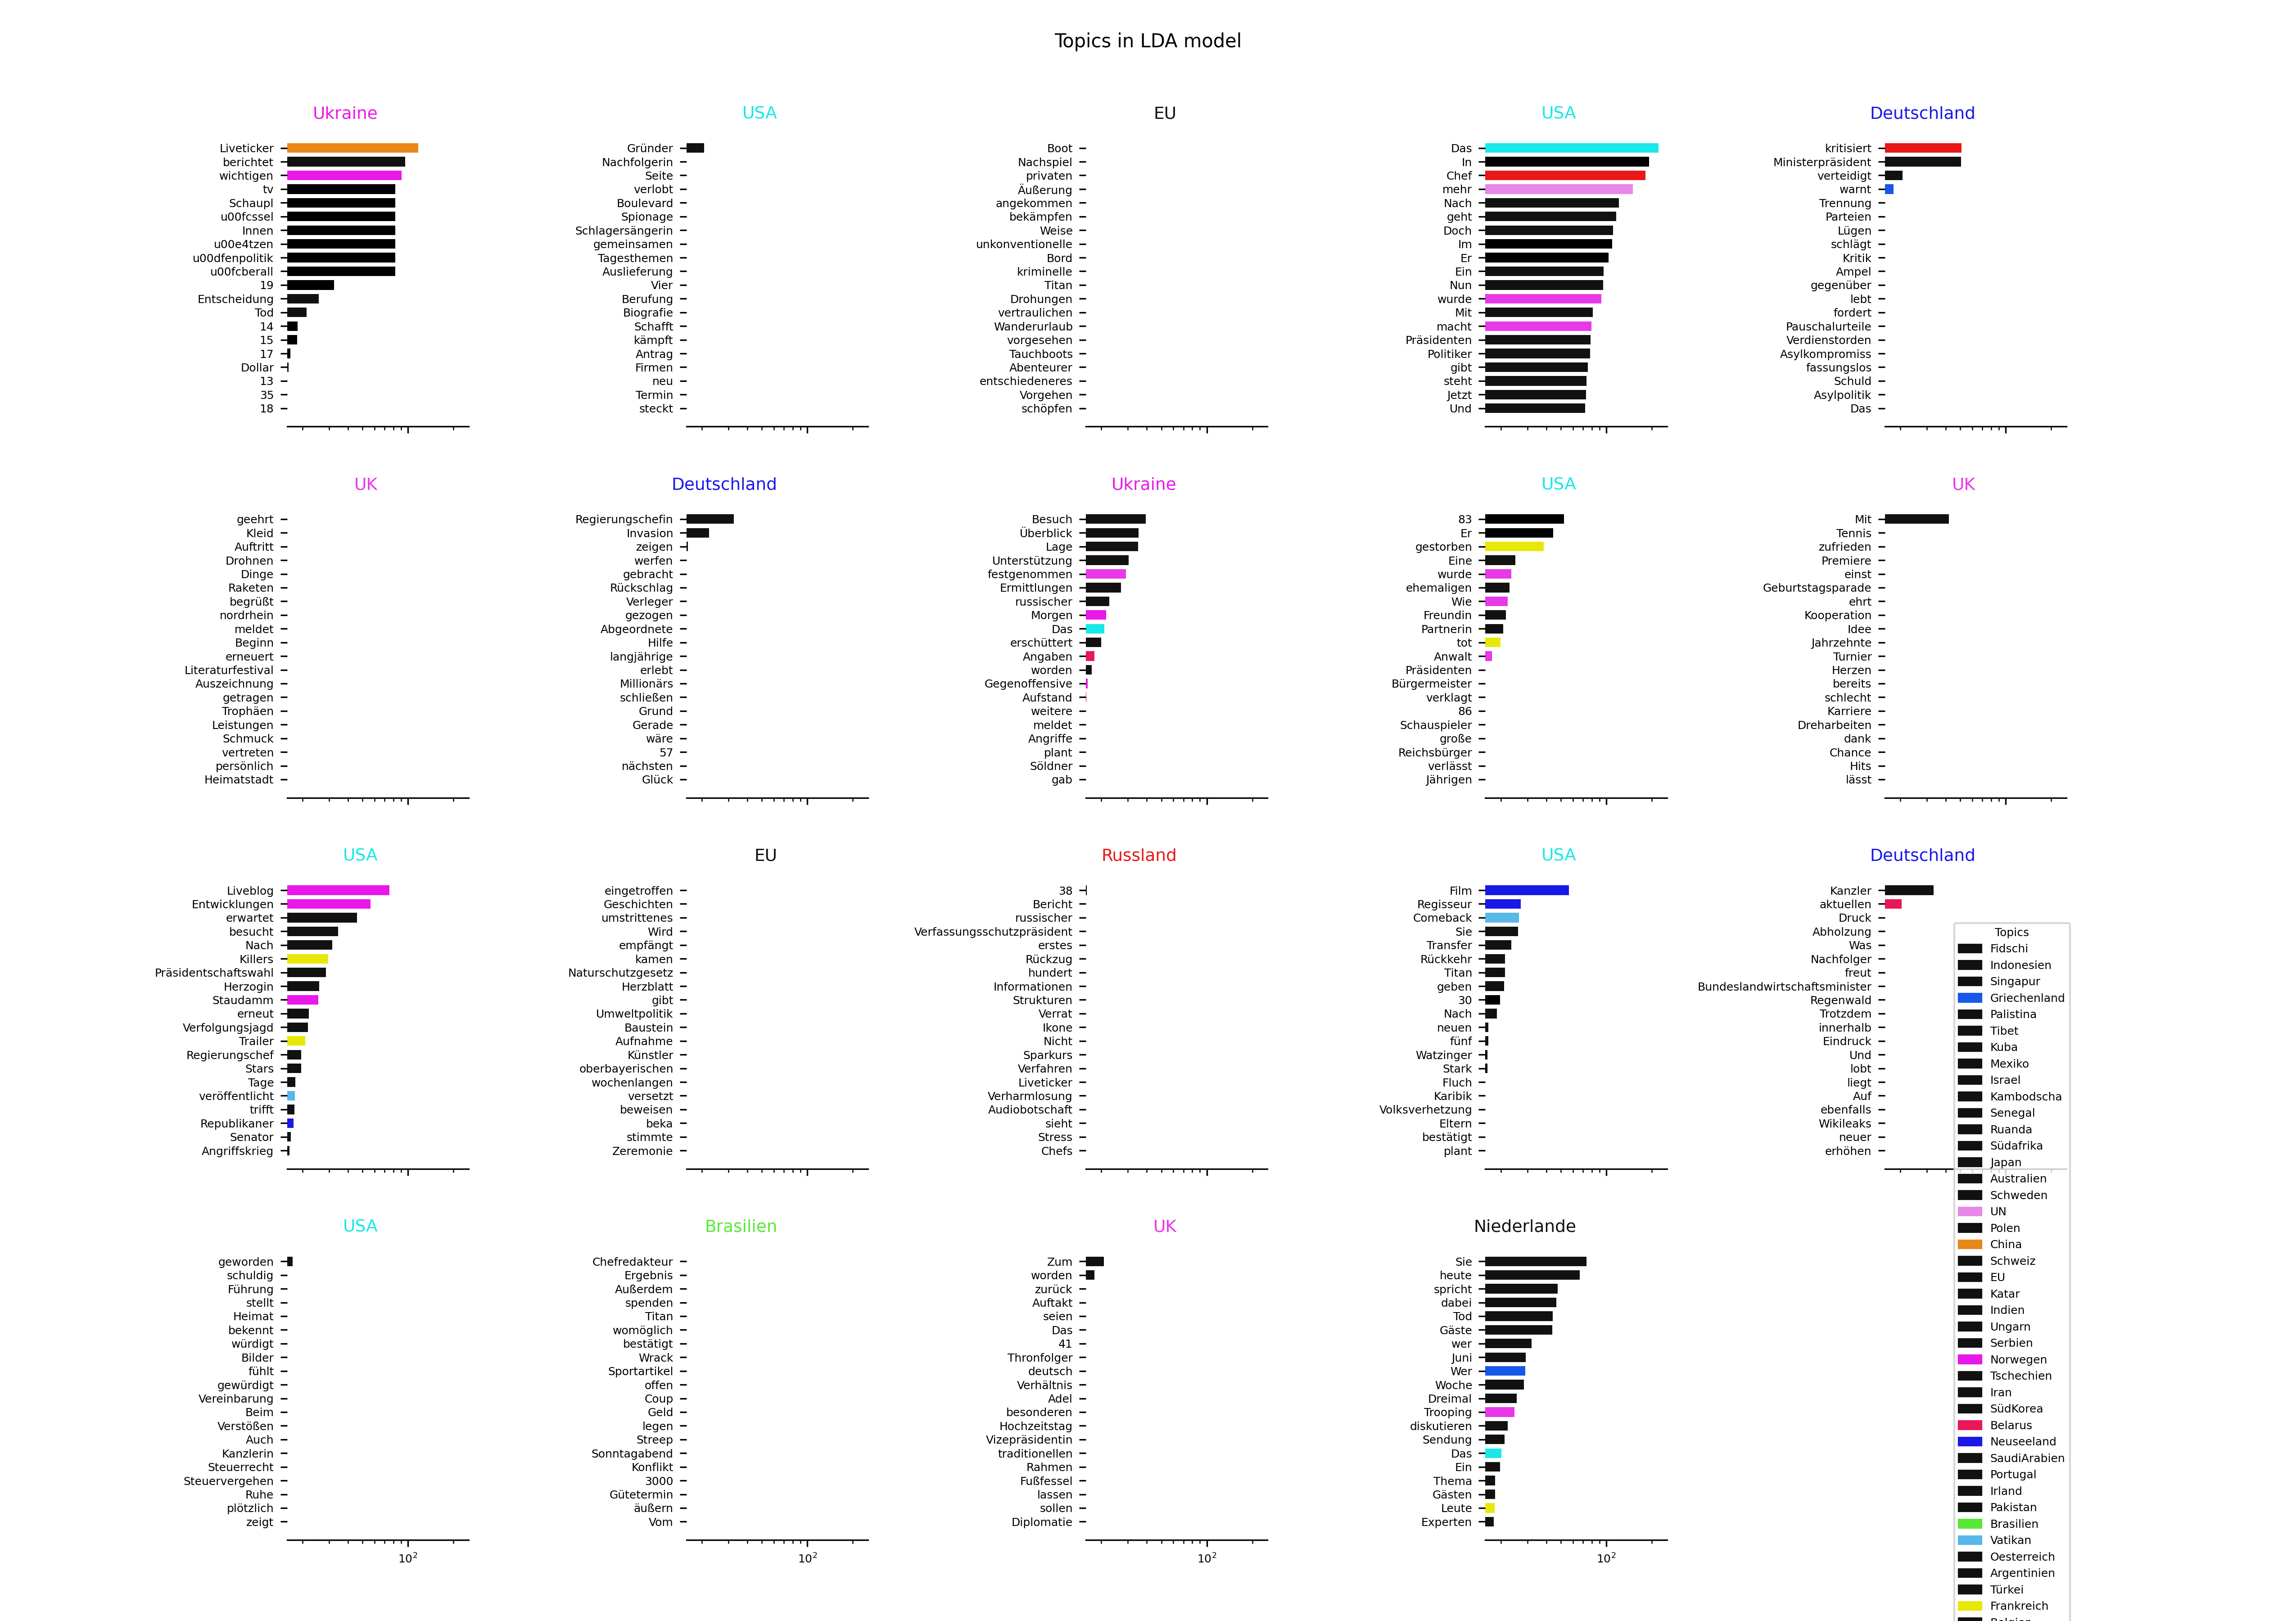 Topics in LDA model
Ukraine
Liveticker
berichtet
wichtigen
tv
Schaupl
u00fcssel
Innen
u00e4tzen
u00dfenpolitik
u00fcberall
19
Entscheidung
Tod
14
15
17
Dollar
13
35
18
USA
Gründer
Nachfolgerin
Seite
verlobt
Boulevard
Spionage
Schlagersängerin
gemeinsamen
Tagesthemen
Auslieferung
Vier
Berufung
Biografie
Schafft
kämpft
Antrag
Firmen
neu
Termin
steckt
EU
Boot
Nachspiel
privaten
Äußerung
angekommen
bekämpfen
Weise
unkonventionelle
Bord
kriminelle
Titan
Drohungen
vertraulichen
Wanderurlaub
vorgesehen
Tauchboots
Abenteurer
entschiedeneres
Vorgehen
schöpfen
USA
Das
In
Chef
mehr
Nach
geht
Doch
Im
Er
Ein
Nun
wurde
Mit
macht
Präsidenten
Politiker
gibt
steht
Jetzt
Und
Deutschland
kritisiert
Ministerpräsident
verteidigt
warnt
Trennung
Parteien
Lügen
schlägt
Kritik
Ampel
gegenüber
lebt
fordert
Pauschalurteile
Verdienstorden
Asylkompromiss
fassungslos
Schuld
Asylpolitik
Das
UK
geehrt
Kleid
Auftritt
Drohnen
Dinge
Raketen
begrüßt
nordrhein
meldet
Beginn
erneuert
Literaturfestival
Auszeichnung
getragen
Trophäen
Leistungen
Schmuck
vertreten
persönlich
Heimatstadt
Deutschland
Regierungschefin
Invasion
zeigen
werfen
gebracht
Rückschlag
Verleger
gezogen
Abgeordnete
Hilfe
langjährige
erlebt
Millionärs
schließen
Grund
Gerade
wäre
57
nächsten
Glück
Ukraine
Besuch
Überblick
Lage
Unterstützung
festgenommen
Ermittlungen
russischer
Morgen
Das
erschüttert
Angaben
worden
Gegenoffensive
Aufstand
weitere
meldet
Angriffe
plant
Söldner
gab
USA
83
Er
gestorben
Eine
wurde
ehemaligen
Wie
Freundin
Partnerin
tot
Anwalt
Präsidenten
Bürgermeister
verklagt
86
Schauspieler
große
Reichsbürger
verlässt
Jährigen
UK
Mit
Tennis
zufrieden
Premiere
einst
Geburtstagsparade
ehrt
Kooperation
Idee
Jahrzehnte
Turnier
Herzen
bereits
schlecht
Karriere
Dreharbeiten
dank
Chance
Hits
lässt
USA
Liveblog
Entwicklungen
erwartet
besucht
Nach
Killers
Präsidentschaftswahl
Herzogin
Staudamm
erneut
Verfolgungsjagd
Trailer
Regierungschef
Stars
Tage
veröffentlicht
trifft
Republikaner
Senator
Angriffskrieg
EU
eingetroffen
Geschichten
umstrittenes
Wird
empfängt
kamen
Naturschutzgesetz
Herzblatt
gibt
Umweltpolitik
Baustein
Aufnahme
Künstler
oberbayerischen
wochenlangen
versetzt
beweisen
beka
stimmte
Zeremonie
Russland
38
Bericht
russischer
Verfassungsschutzpräsident
erstes
Rückzug
hundert
Informationen
Strukturen
Verrat
Ikone
Nicht
Sparkurs
Verfahren
Liveticker
Verharmlosung
Audiobotschaft
sieht
Stress
Chefs
USA
Film
Regisseur
Comeback
Sie
Transfer
Rückkehr
Titan
geben
30
Nach
neuen
fünf
Watzinger
Stark
Fluch
Karibik
Volksverhetzung
Eltern
bestätigt
plant
Deutschland
Kanzler
aktuellen
Druck
Abholzung
Was
Nachfolger
freut
Bundeslandwirtschaftsminister
Regenwald
Trotzdem
innerhalb
Eindruck
Und
lobt
liegt
Auf
ebenfalls
Wikileaks
neuer
erhöhen
USA
geworden
schuldig
Führung
stellt
Heimat
bekennt
würdigt
Bilder
fühlt
gewürdigt
Vereinbarung
Beim
Verstößen
Auch
Kanzlerin
Steuerrecht
Steuervergehen
Ruhe
plötzlich
zeigt
10²
Brasilien
Chefredakteur
Ergebnis
Außerdem
spenden
Titan
womöglich
bestätigt
Wrack
Sportartikel
offen
Coup
Geld
legen
Streep
Sonntagabend
Konflikt
3000
Gütetermin
äußern
Vom
10²
UK
Zum
worden
zurück
Auftakt
seien
Das
41
Thronfolger
deutsch
Verhältnis
Adel
besonderen
Hochzeitstag
Vizepräsidentin
traditionellen
Rahmen
Fußfessel
lassen
sollen
Diplomatie
10²
Niederlande
Sie
heute
spricht
dabei
Tod
Gäste
wer
Juni
Wer
Woche
Dreimal
Trooping
diskutieren
Sendung
Das
Ein
Thema
Gästen
Leute
Experten
10²
Topics
Fidschi
Indonesien
Singapur
Griechenland
Palistina
Tibet
Kuba
Mexiko
Israel
Kambodscha
Senegal
Ruanda
Südafrika
Japan
Australien
Schweden
UN
Polen
China
Schweiz
EU
Katar
Indien
Ungarn
Serbien
Norwegen
Tschechien
Iran
SüdKorea
Belarus
Neuseeland
SaudiArabien
Portugal
Irland
Pakistan
Brasilien
Vatikan
Oesterreich
Argentinien
Türkei
Frankreich